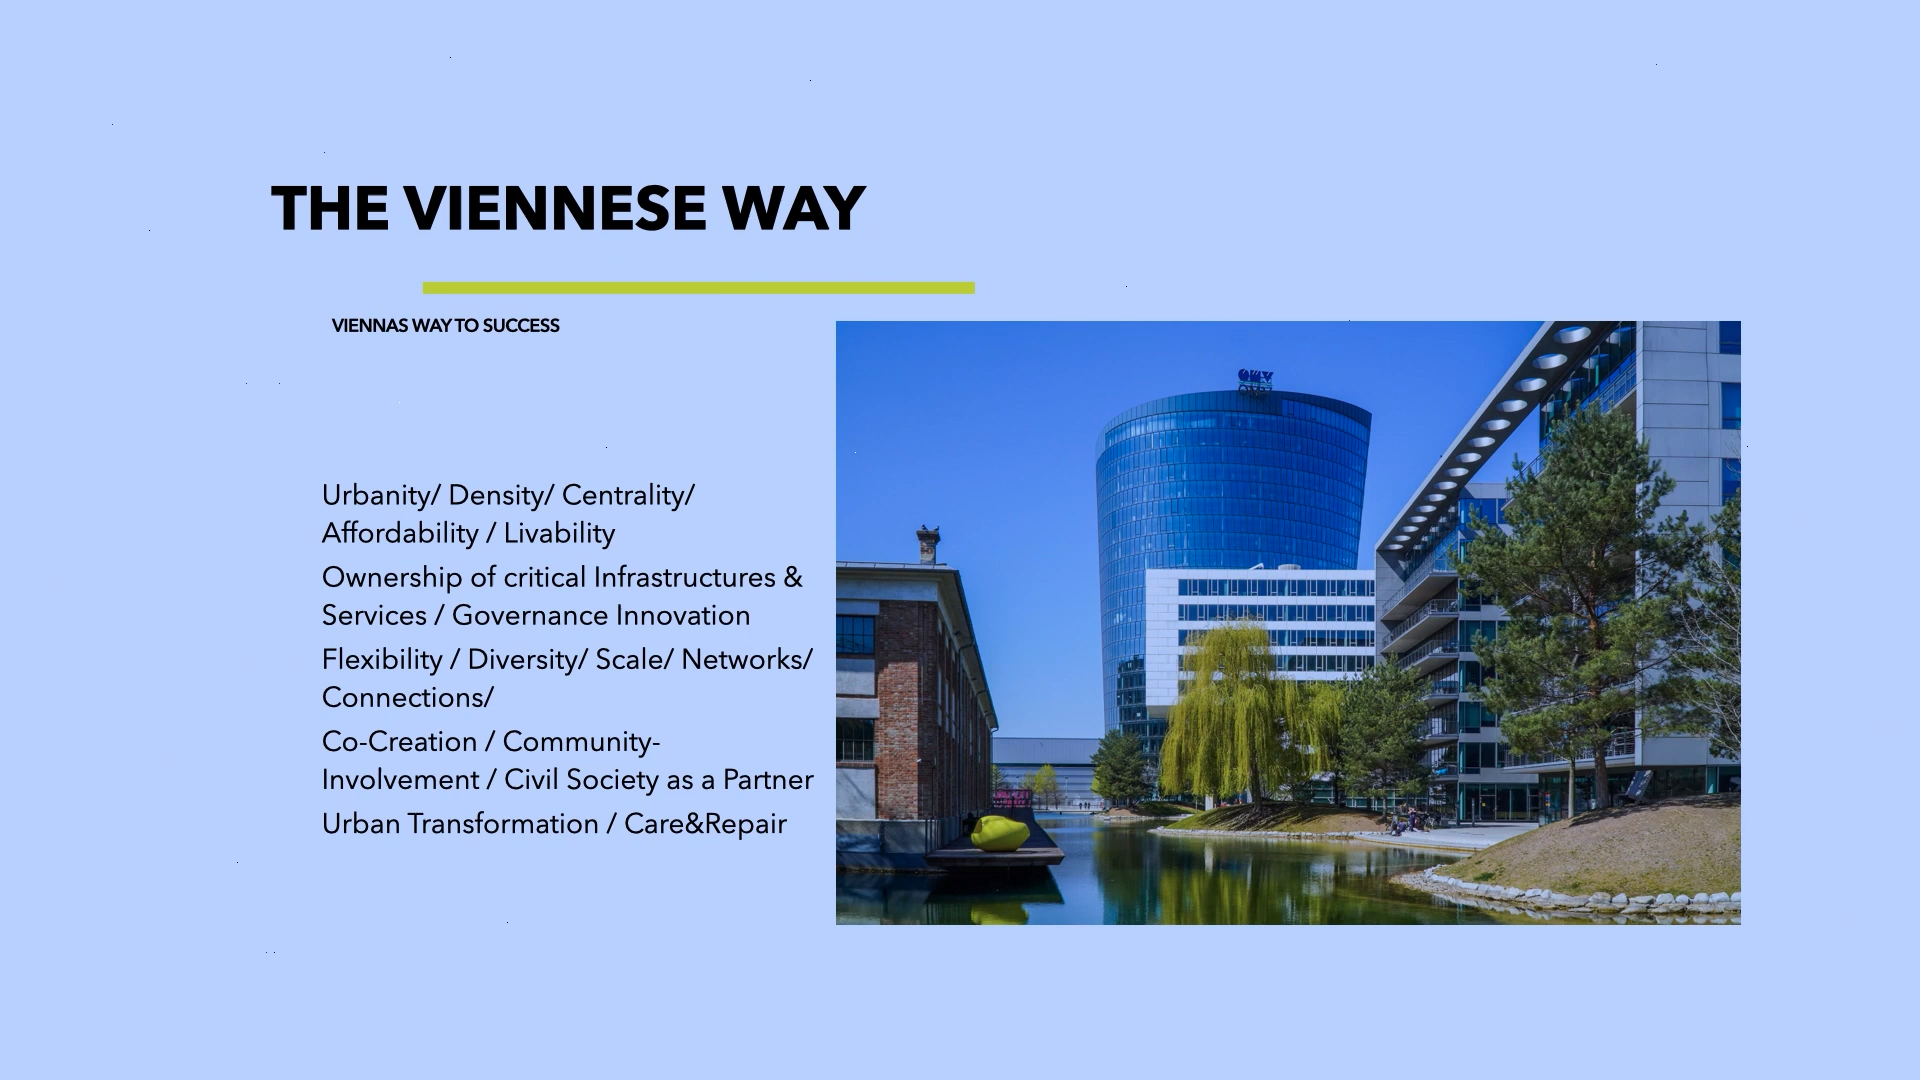 THE VIENNESE WAY
VIENNAS WAY TO SUCCESS
Urbanity/ Density/ Centrality/
Affordability / Livability
Ownership of critical Infrastructures &
Services / Governance Innovation
Flexibility / Diversity/ Scale/ Networks/
Connections/
Co-Creation / Community-
Involvement / Civil Society as a Partner
Urban Transformation / Care&Repair
OMV